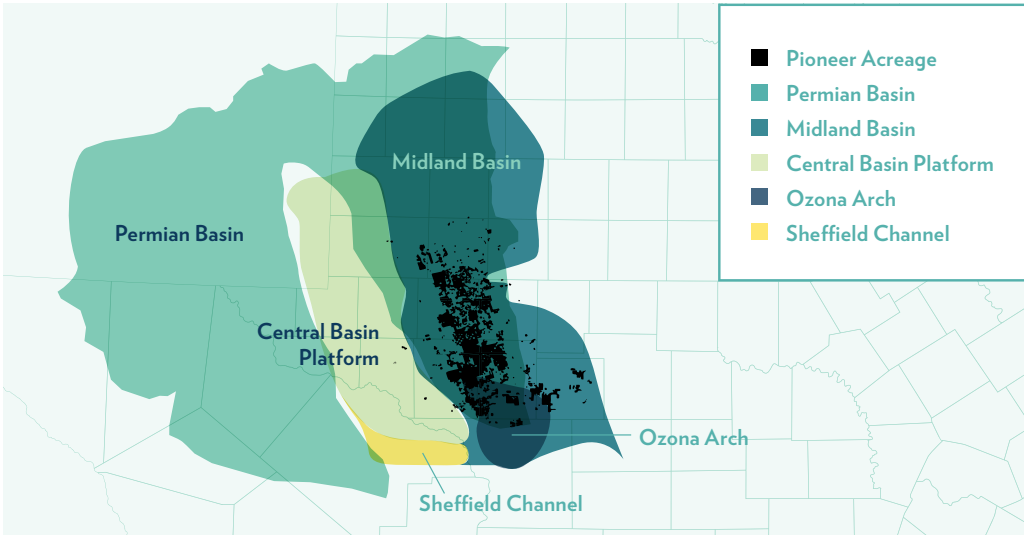 Pioneer Acreage
Permian Basin
Midland Basin
Central Basin Platform
Ozona Arch
Sheffield Channel
Midland Basin
Permian Basin
Central Basin
Platform
Ozona Arch
Sheffield Channel